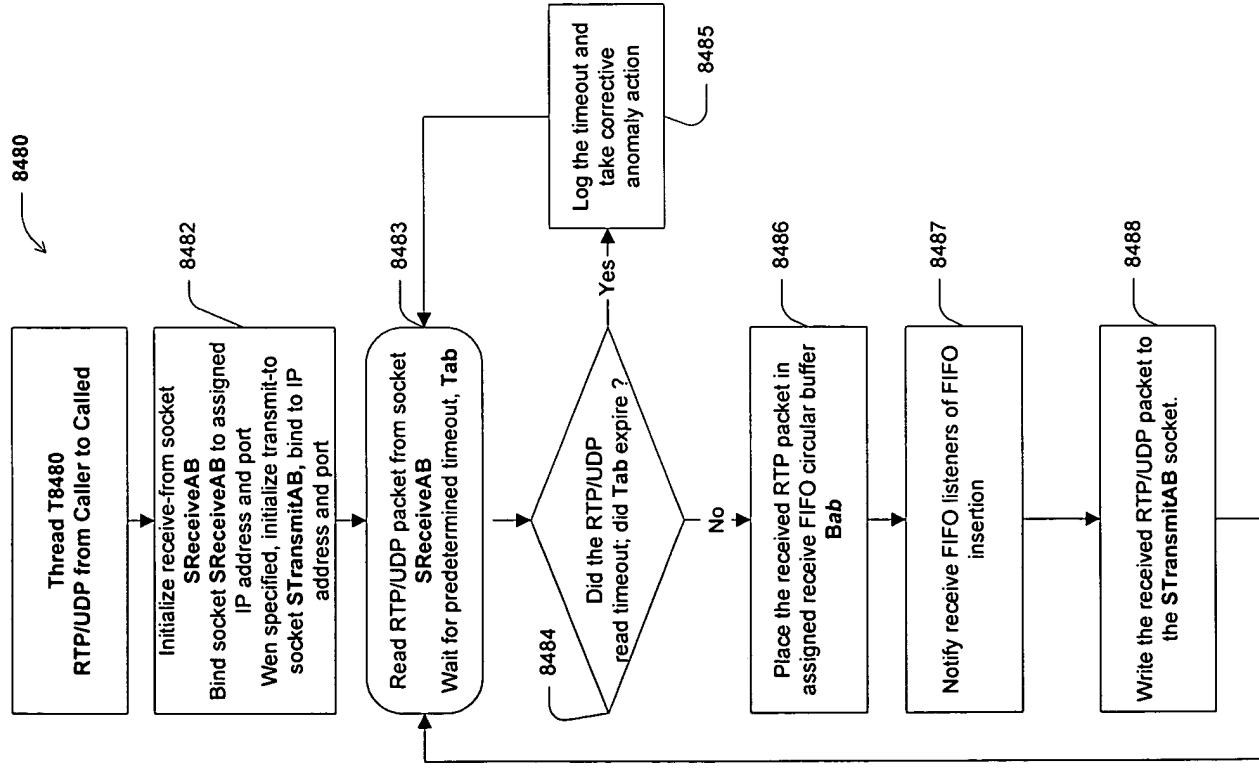 8480
Thread T8480
RTP/UDP from Caller to Called
8482
Initialize receive-from socket
SReceiveAB
Bind socket SReceiveAB to assigned
IP address and port
Wen specified, initialize transmit-to
socket STransmitAB, bind to IP
address and port
8483
Read RTP/UDP packet from socket
SReceiveAB
Wait for predetermined timeout, Tab
8484
Did the RTP/UDP
read timeout; did Tab expire ?
Yes
Log the timeout and
take corrective
anomaly action
8485
No
8486
Place the received RTP packet in
assigned receive FIFO circular buffer
Bab
8487
Notify receive FIFO listeners of FIFO
insertion
8488
Write the received RTP/UDP packet to
the STransmitAB socket.